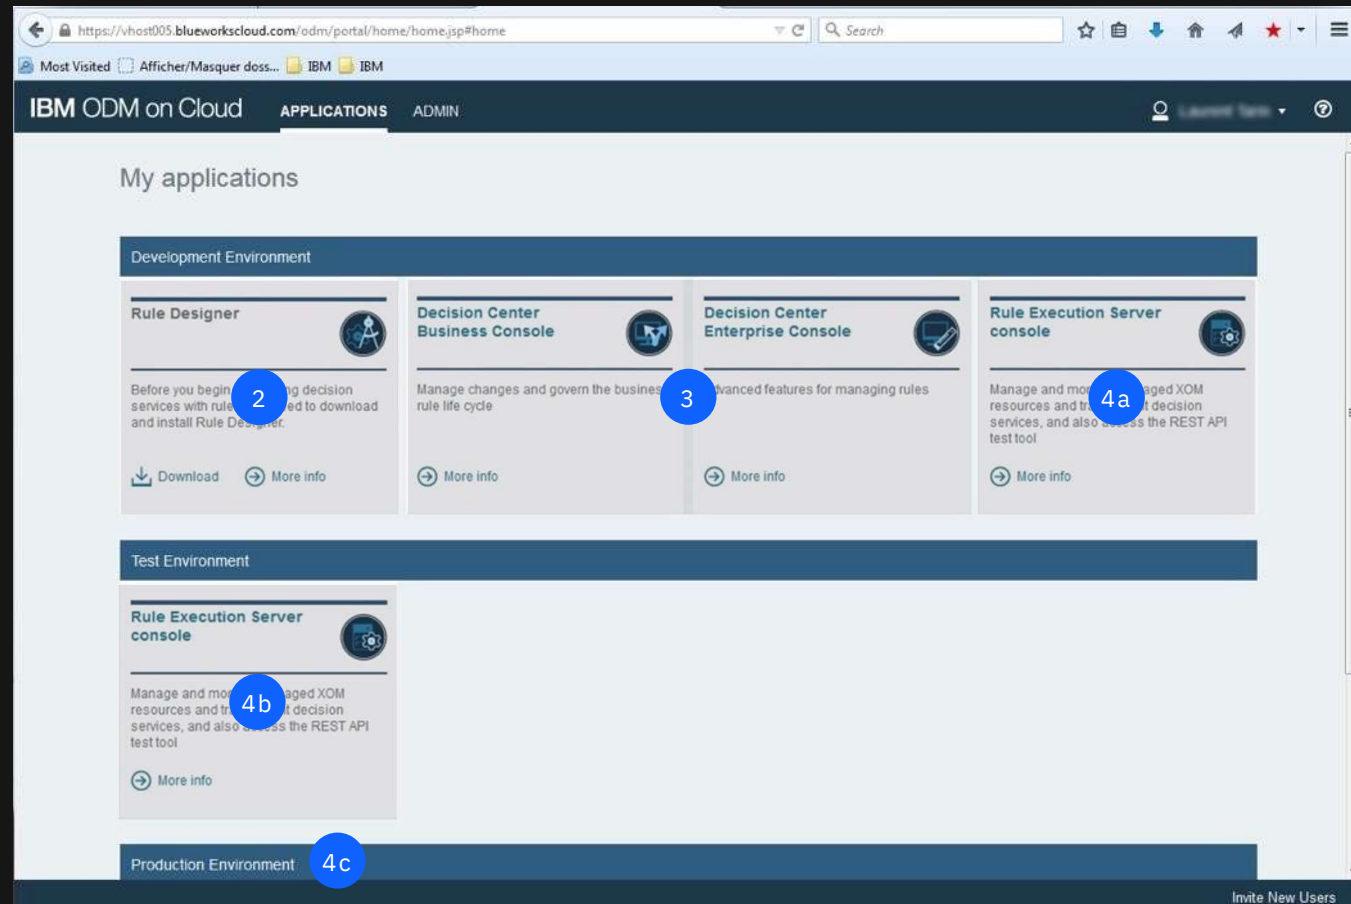 https://vhost005.blueworkscloud.com/odm/portal/home/home.jsp#home
Search
Most Visited Afficher/Masquer doss... IBM IBM
IBM ODM on Cloud APPLICATIONS ADMIN
My applications
Development Environment
Rule Designer
Before you begin ng decision
services with rule ed to download
and install Rule Designer.
Download More info
2
Decision Center
Business Console
Manage changes and govern the busines
rule life cycle
More info
3
Decision Center
Enterprise Console
dvanced features for managing rules
More info
Rule Execution Server
console
Manage and mon aged XOM
resources and tr t decision
services, and also access the REST API
test tool
More info
4a
Test Environment
Rule Execution Server
console
Manage and mo aged XOM
resources and tr t decision
services, and also access the REST API
test tool
More info
4b
Production Environment 4c
Invite New Users